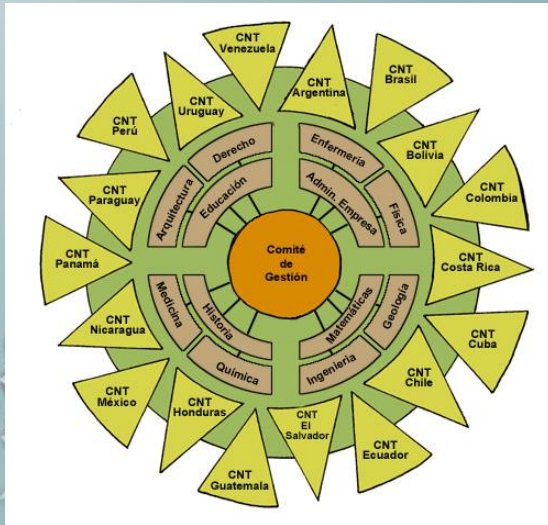 CNT
Venezuela
CNT
Argentina
CNT
Brasil
CNT
Bolivia
CNT
Colombia
CNT
Costa Rica
CNT
Cuba
CNT
Chile
CNT
Ecuador
CNT
El
Salvador
CNT
Guatemala
CNT
Honduras
CNT
México
CNT
Nicaragua
CNT
Panamá
CNT
Paraguay
CNT
Perú
CNT
Uruguay
Derecho
Enfermería
Arquitectura
Educación
Admin. Empresa
Física
Comité
de
Gestión
Medicina
Historia
Matemáticas
Geología
Química
Ingeniería